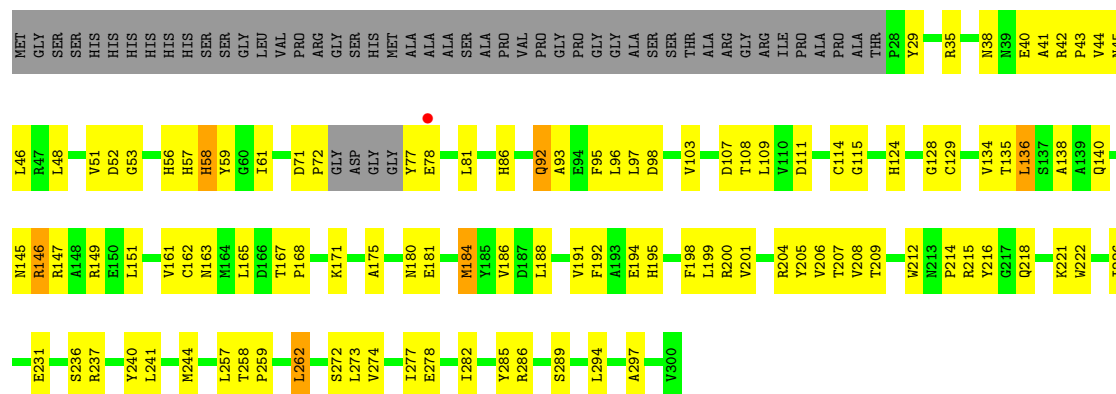 MET GLY SER SER HIS HIS HIS HIS HIS HIS SER SER GLY LEU VAL PRO ARG GLY SER HIS MET ALA ALA ALA SER ALA PRO VAL PRO GLY PRO GLY GLY ALA SER SER THR ALA ARG GLY ARG ILE PRO ALA PRO ALA THR P28 Y29 R35 N38 N39 E40 A41 R42 P43 V44
L46 R47 L48 V51 D52 G53 H56 H57 H58 Y59 G60 I61 D71 P72 GLY ASP GLY GLY Y77 E78 L81 H86 Q92 A93 E94 F95 L96 L97 D98 V103 D107 T108 L109 V110 D111 C114 G115 H124 G128 C129 V134 T135 L136 S137 A138 A139 Q140
N145 R146 R147 A148 R149 E150 L151 V161 C162 N163 M164 L165 D166 T167 P168 K171 A175 N180 E181 M184 Y185 V186 D187 L188 V191 F192 A193 E194 H195 F198 L199 R200 V201 R204 Y205 V206 T207 V208 T209 W212 N213 P214 R215 Y216 G217 Q218 K221 W222
E231 S236 R237 Y240 L241 M244 L257 T258 P259 L262 S272 L273 V274 I277 E278 I282 Y285 R286 S289 L294 A297 V300